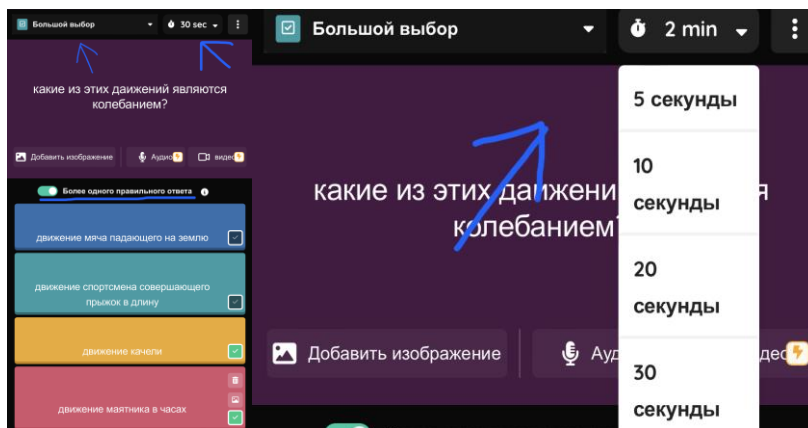 Большой выбор
30 sec
какие из этих даижений являются
колебанием?
Добавить изображение
Аудио
видео
Более одного правильного ответа
движение мяча падающего на землю
движение спортсмена совершающего
прыжок в длину
движение качели
движение маятника в часах
Большой выбор
2 min
5 секунды
10
секунды
20
секунды
30
секунды
какие из этих даижени
я
колебанием
Добавить изображение
Ауд
део